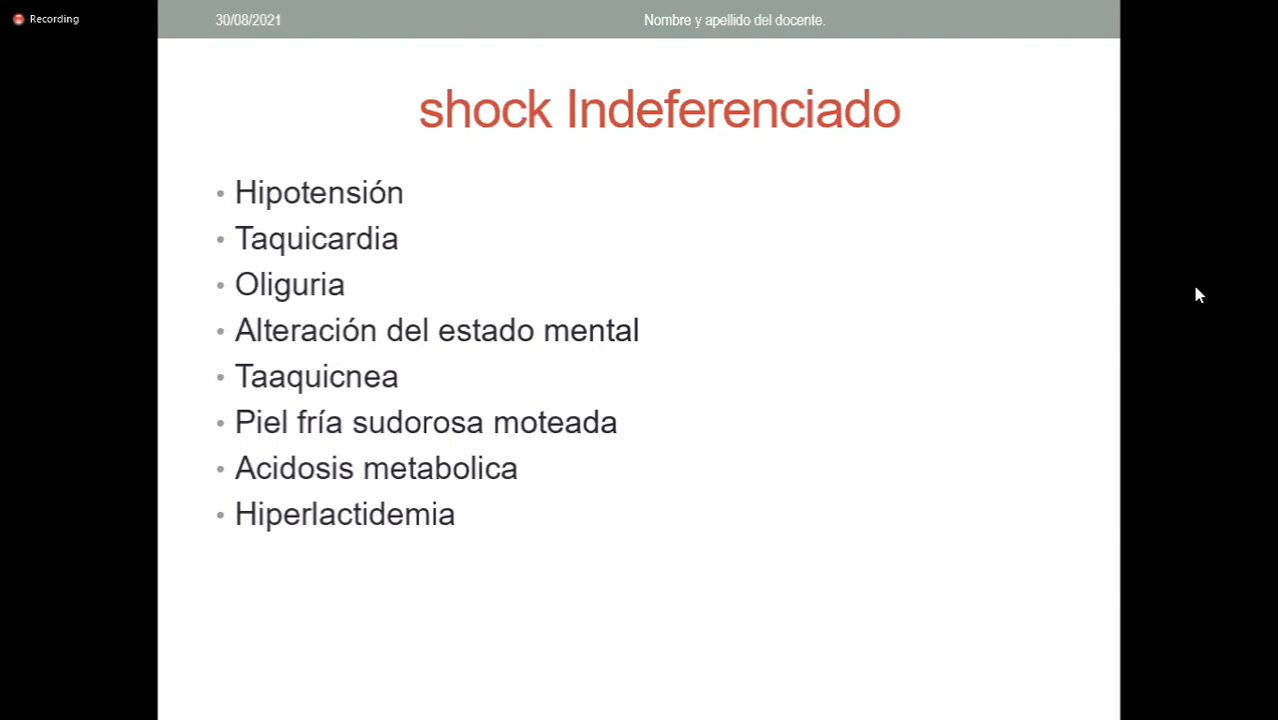 Recording
30/08/2021
Nombre y apellido del docente.
shock Indeferenciado
• Hipotensión
• Taquicardia
• Oliguria
• Alteración del estado mental
• Taaquicnea
• Piel fría sudorosa moteada
• Acidosis metabolica
• Hiperlactidemia